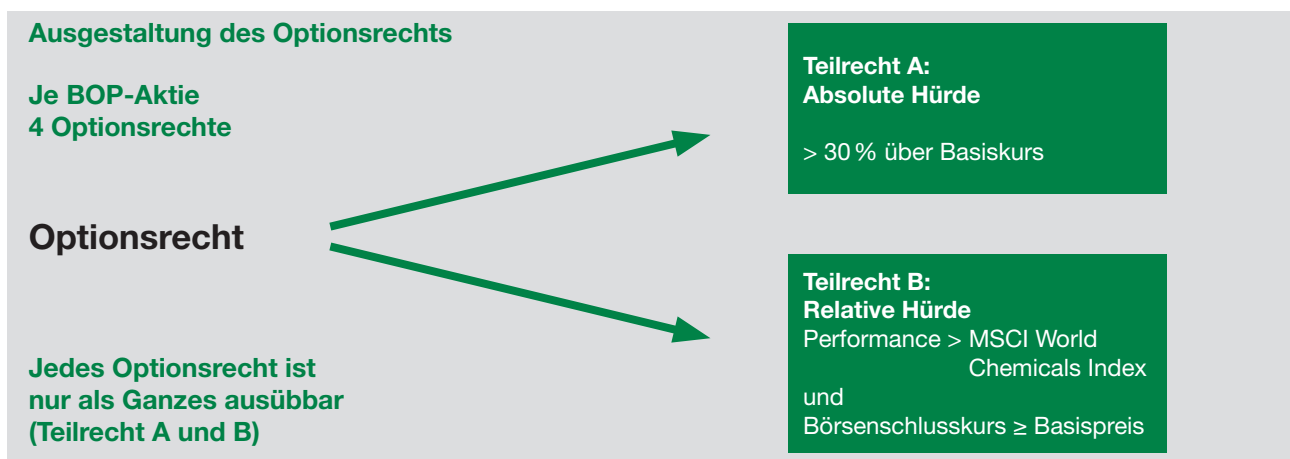 Ausgestaltung des Optionsrechts
Je BOP-Aktie
4 Optionsrechte
Optionsrecht
Jedes Optionsrecht ist
nur als Ganzes ausübbar
(Teilrecht A und B)
Teilrecht A:
Absolute Hürde
> 30 % über Basiskurs
Teilrecht B:
Relative Hürde
Performance > MSCI World
Chemicals Index
und
Börsenschlusskurs ≥ Basispreis